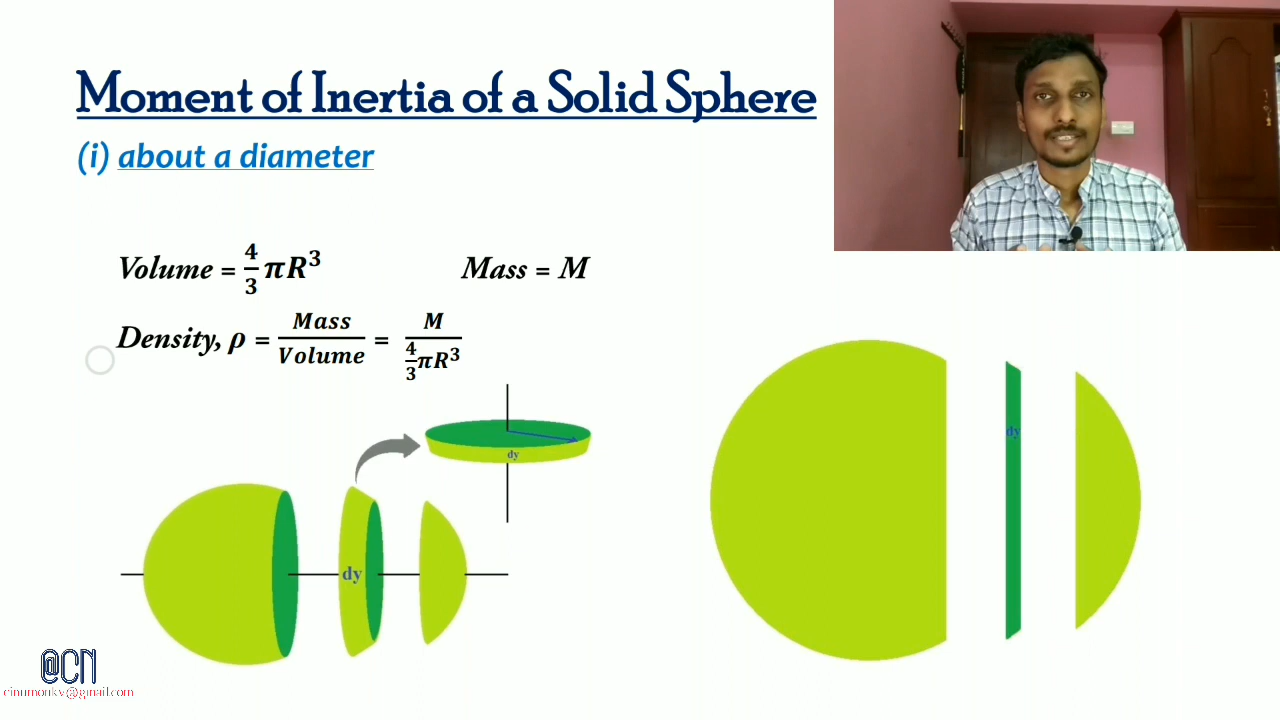 Moment of Inertia of a Solid Sphere
(i) about a diameter
Volume = 4/3 πR³ Mass = M
Density, ρ = Mass/Volume = M/(4/3 πR³)
dy
dy
dy
@CN
cinumonkv@gmail.com